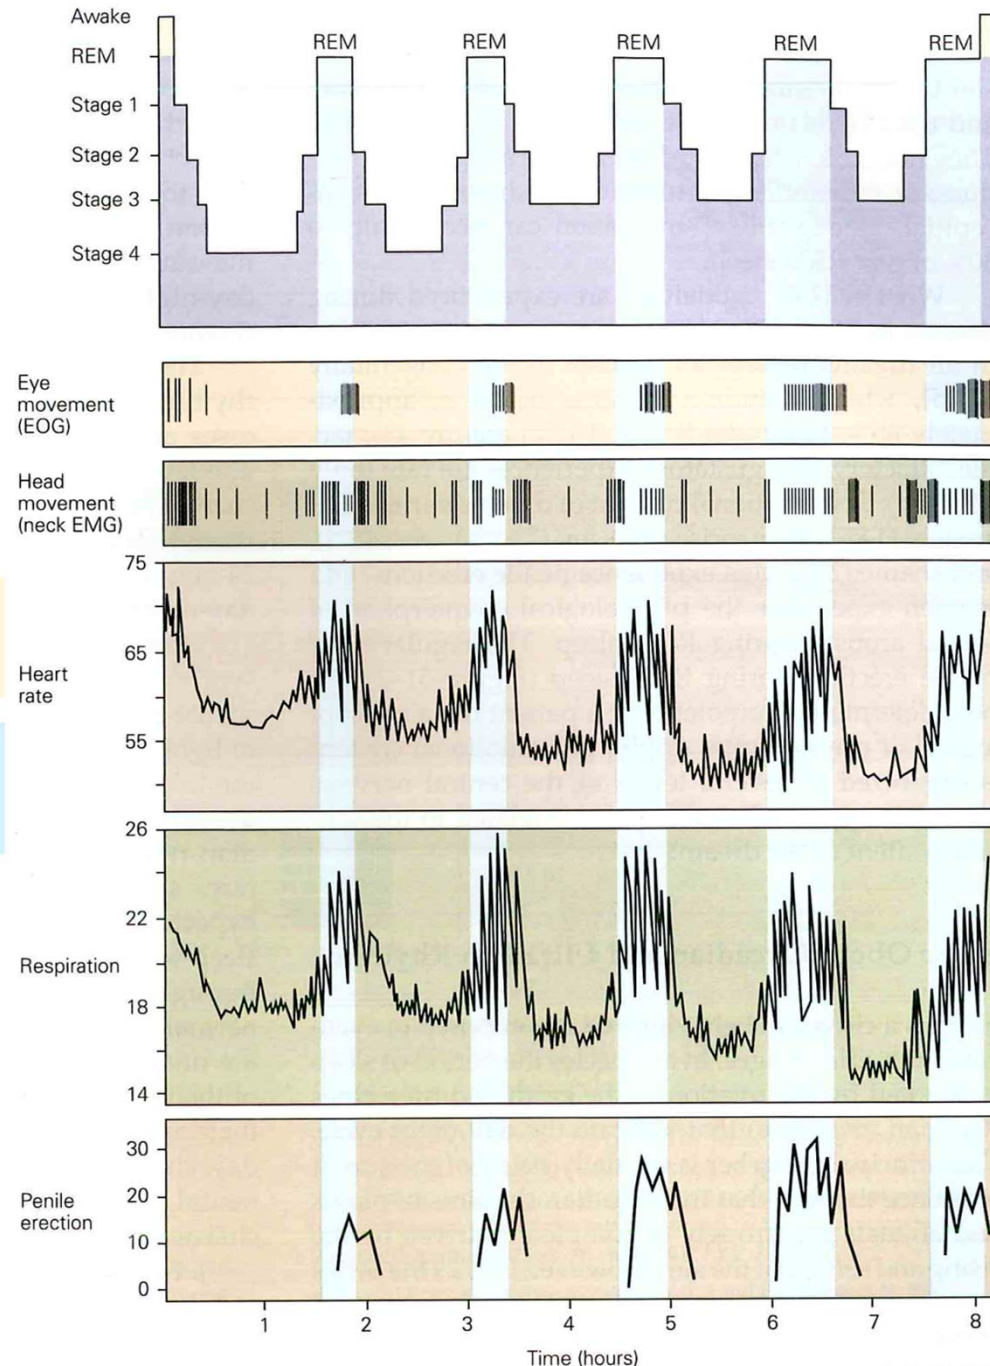 Awake
REM
REM REM REM REM REM
Stage 1
Stage 2
Stage 3
Stage 4
Eye
movement
(EOG)
Head
movement
(neck EMG)
75
65
Heart
rate
55
26
22
Respiration
18
14
30
20
Penile
erection
10
0
1 2 3 4 5 6 7 8
Time (hours)